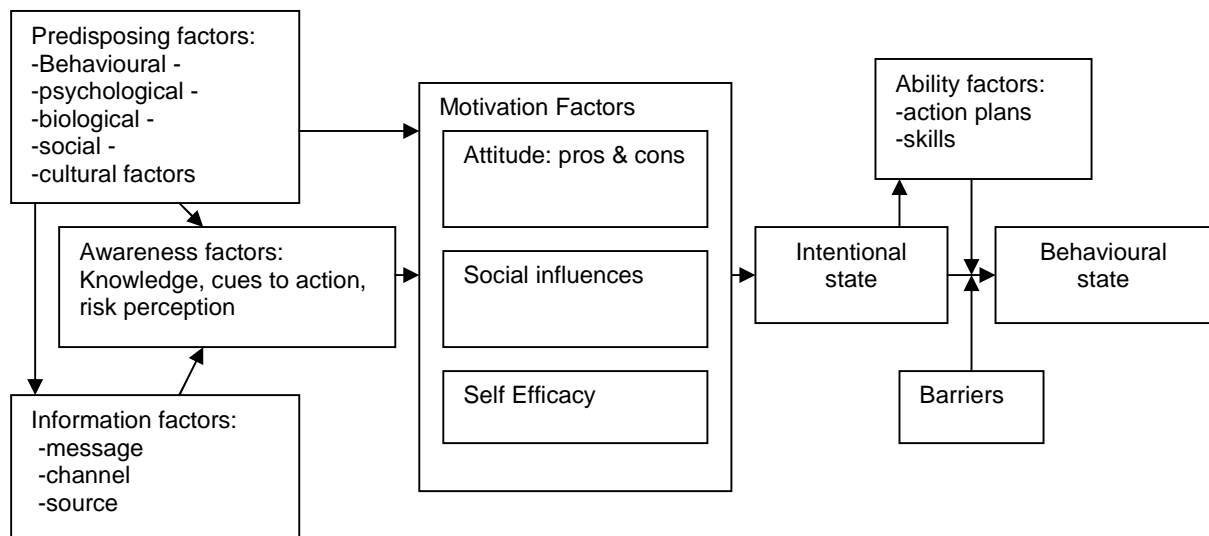 Predisposing factors:
-Behavioural -
-psychological -
-biological -
-social -
-cultural factors
Awareness factors:
Knowledge, cues to action,
risk perception
Information factors:
-message
-channel
-source
Motivation Factors
Attitude: pros & cons
Social influences
Self Efficacy
Intentional
state
Ability factors:
-action plans
-skills
Behavioural
state
Barriers